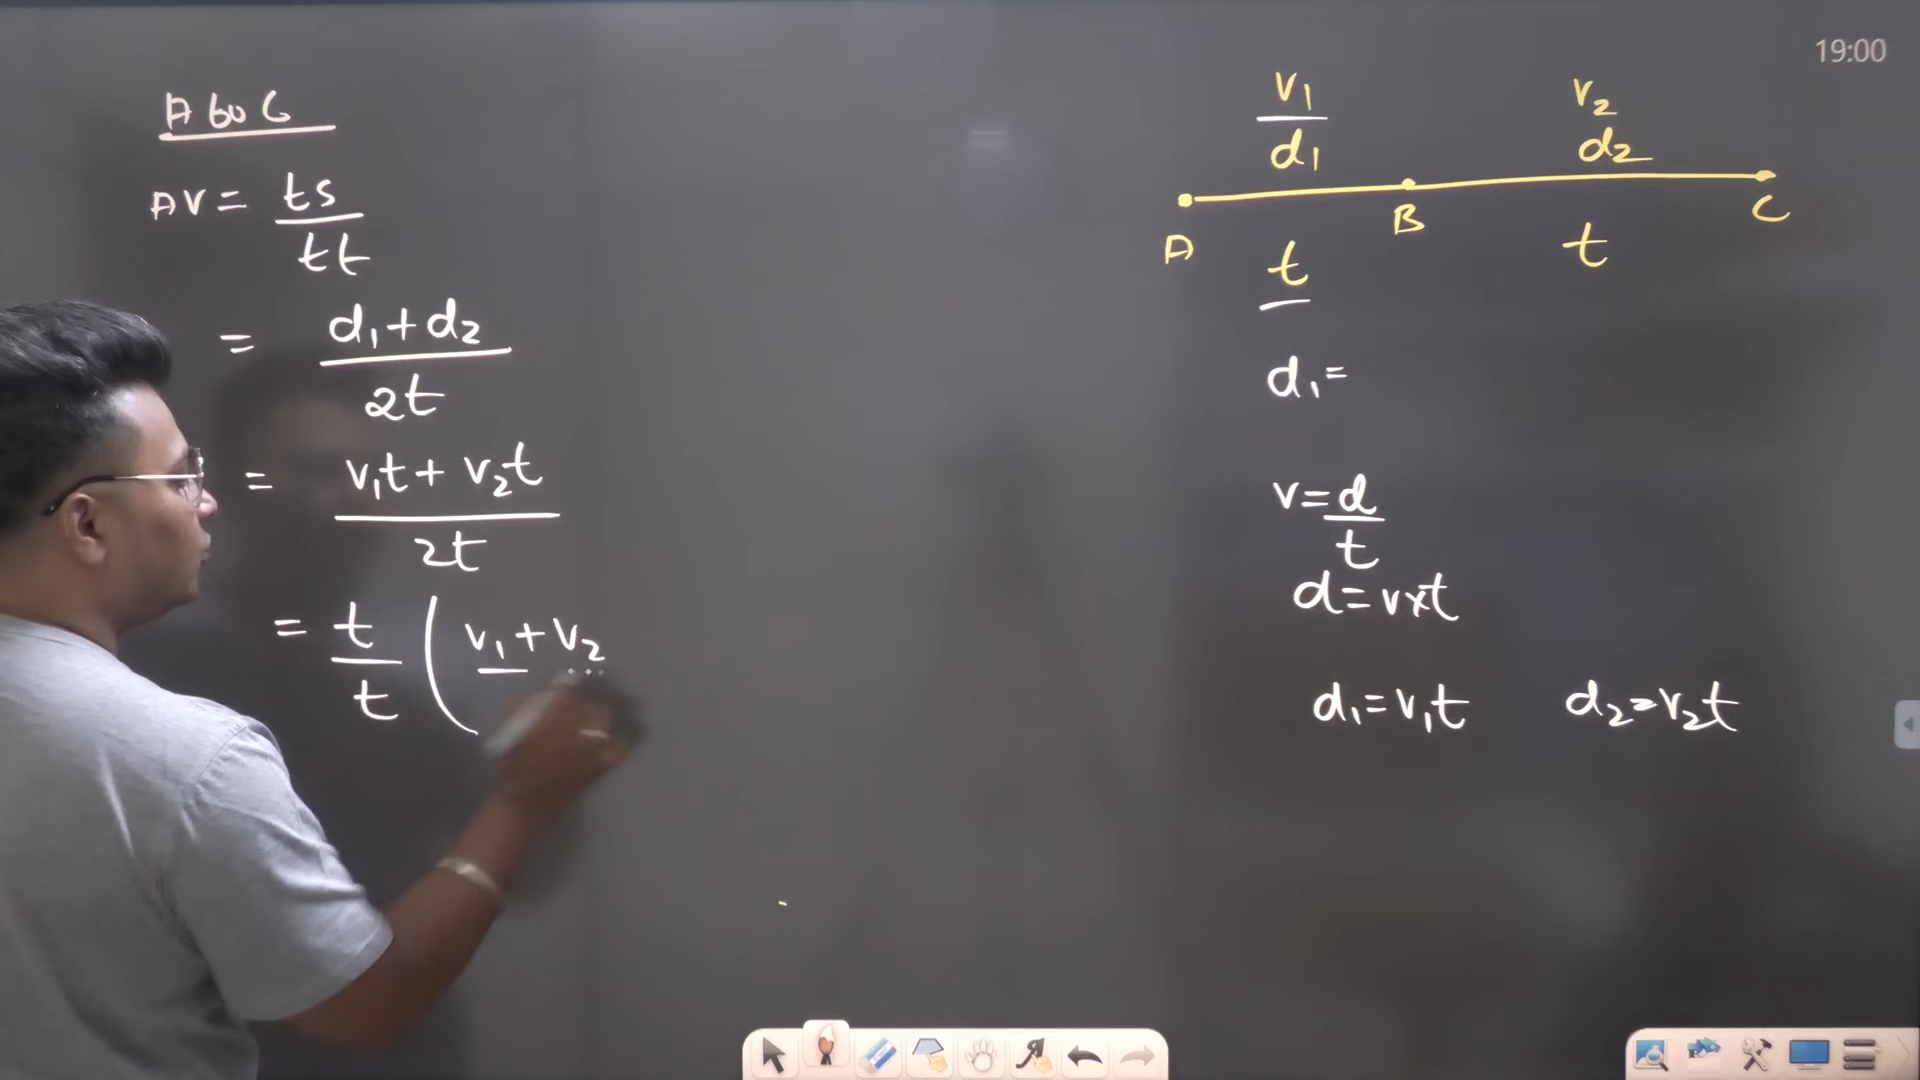 19:00
A to C
AV = ts / tt
= d₁+d₂ / 2t
= v₁t + v₂t / 2t
= t / t ( v₁+v₂
v₁ v₂
d₁ d₂
A B C
t t
d₁=
v=d / t
d=v×t
d₁=v₁t d₂=v₂t